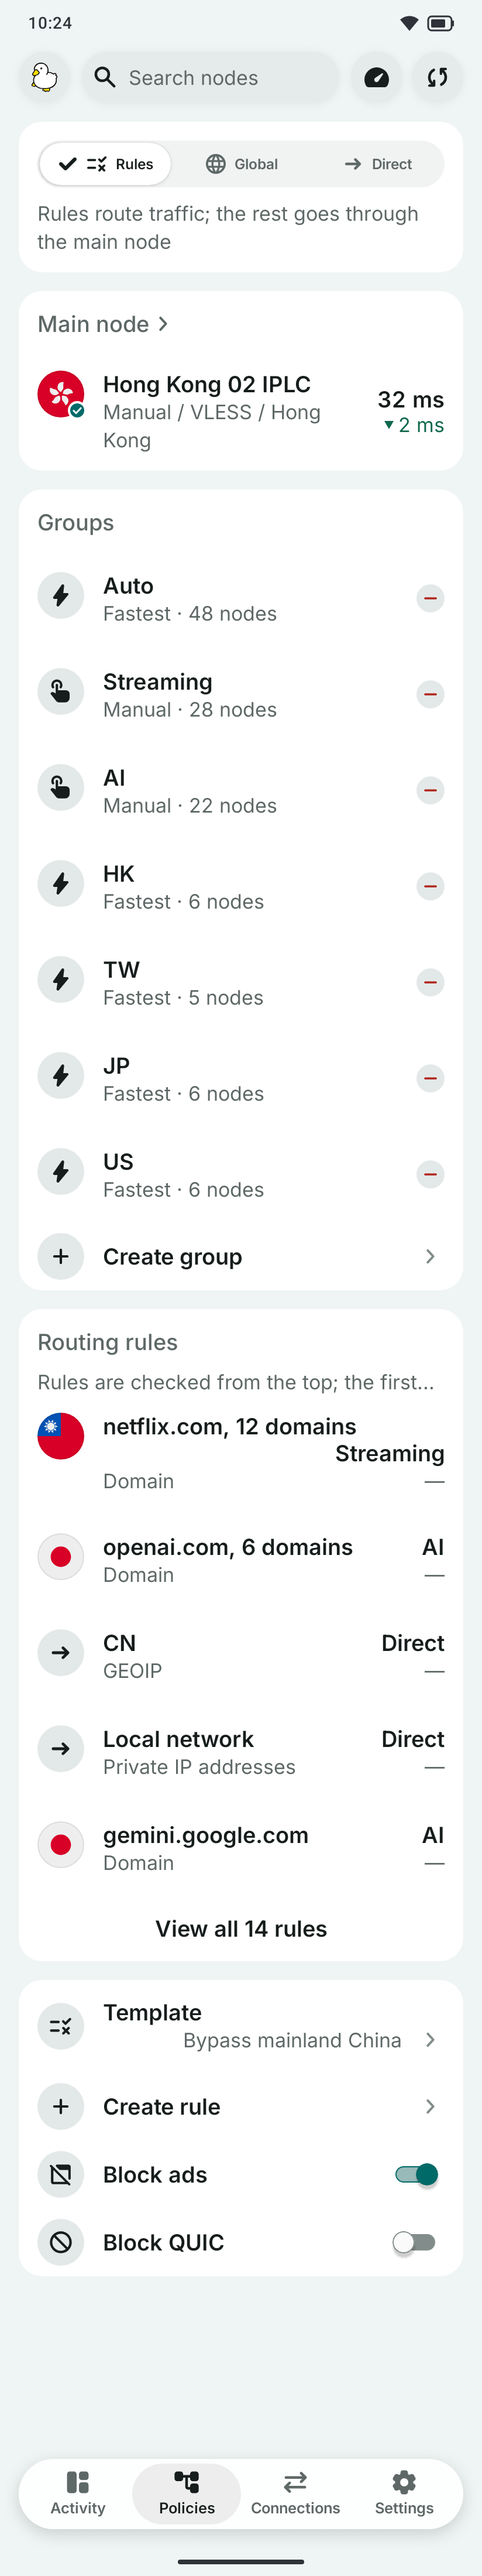 10:24
Search nodes
Rules
Global
Direct
Rules route traffic; the rest goes through
the main node
Main node
Hong Kong 02 IPLC
Manual / VLESS / Hong
Kong
32 ms
▼2 ms
Groups
Auto
Fastest · 48 nodes
Streaming
Manual · 28 nodes
AI
Manual · 22 nodes
HK
Fastest · 6 nodes
TW
Fastest · 5 nodes
JP
Fastest · 6 nodes
US
Fastest · 6 nodes
Create group
Routing rules
Rules are checked from the top; the first...
netflix.com, 12 domains
Streaming
Domain
—
openai.com, 6 domains
AI
Domain
—
CN
Direct
GEOIP
—
Local network
Direct
Private IP addresses
—
gemini.google.com
AI
Domain
—
View all 14 rules
Template
Bypass mainland China
Create rule
Block ads
Block QUIC
Activity
Policies
Connections
Settings